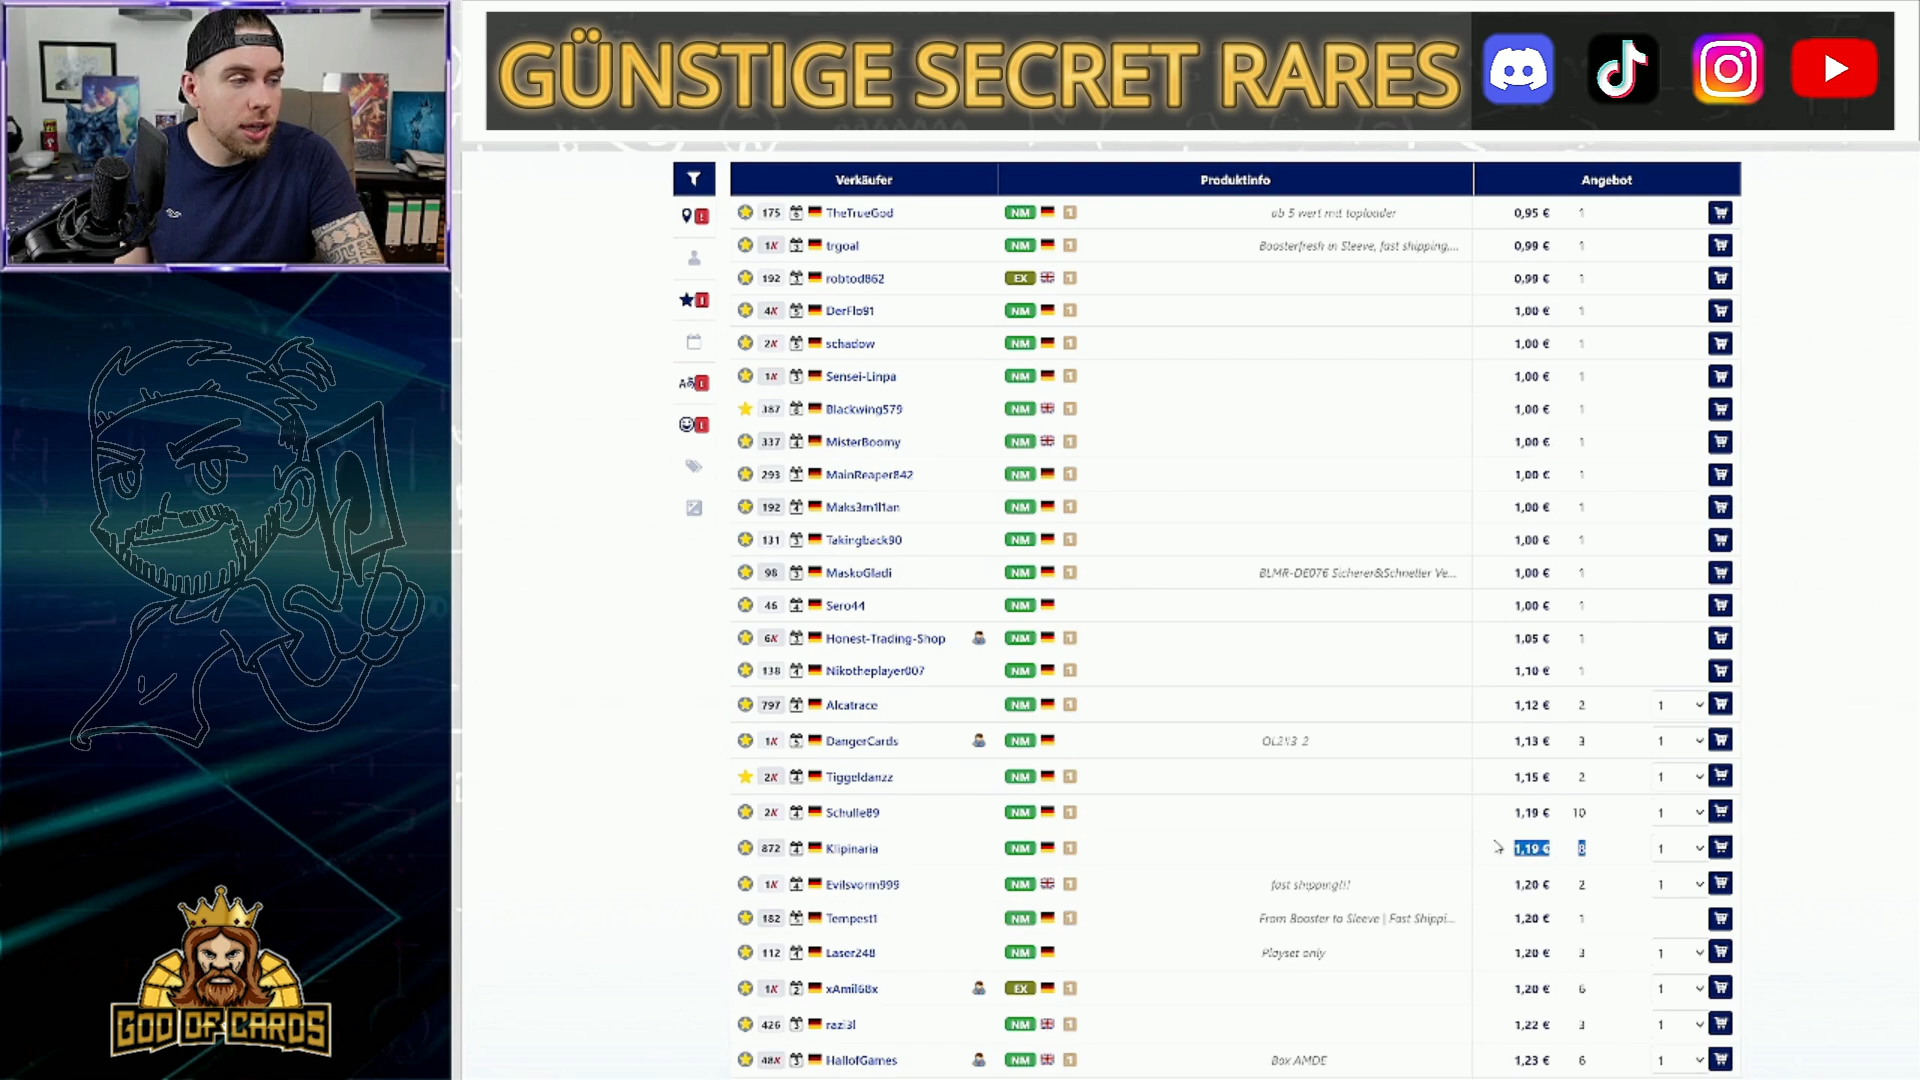 GÜNSTIGE SECRET RARES
Verkäufer Produktinfo Angebot
175 TheTrueGod NM ab 5 wert mit toploader 0,95 € 1
1K trgoal NM Boosterfresh in Sleeve, fast shipping,... 0,99 € 1
192 robtod862 EX 0,99 € 1
4K DerFlo91 NM 1,00 € 1
2K schadow NM 1,00 € 1
1K Sensei-Linpa NM 1,00 € 1
387 Blackwing579 NM 1,00 € 1
337 MisterBoomy NM 1,00 € 1
293 MainReaper842 NM 1,00 € 1
192 Maks3m1l1an NM 1,00 € 1
131 Takingback90 NM 1,00 € 1
98 MaskoGladi NM BLMR-DE076 Sicherer&Schneller Ve... 1,00 € 1
46 Sero44 NM 1,00 € 1
6K Honest-Trading-Shop NM 1,05 € 1
138 Nikotheplayer007 NM 1,10 € 1
797 Alcatrace NM 1,12 € 2 1
1K DangerCards NM 1,13 € 3 1
2K Tiggeldanzz NM 1,15 € 2 1
2K Schulle89 NM 1,19 € 10 1
872 Klipinaria NM 1,19 € 8 1
1K Evilsvorm999 NM fast shipping!!! 1,20 € 2 1
182 Tempest1 NM From Booster to Sleeve | Fast Shippi... 1,20 € 1
112 Laser248 NM Playset only 1,20 € 3 1
1K xAmil68x EX 1,20 € 6 1
426 NM 1,22 € 3 1
48K HallofGames NM Box AMDE 1,23 € 6 1
GOD OF CARDS